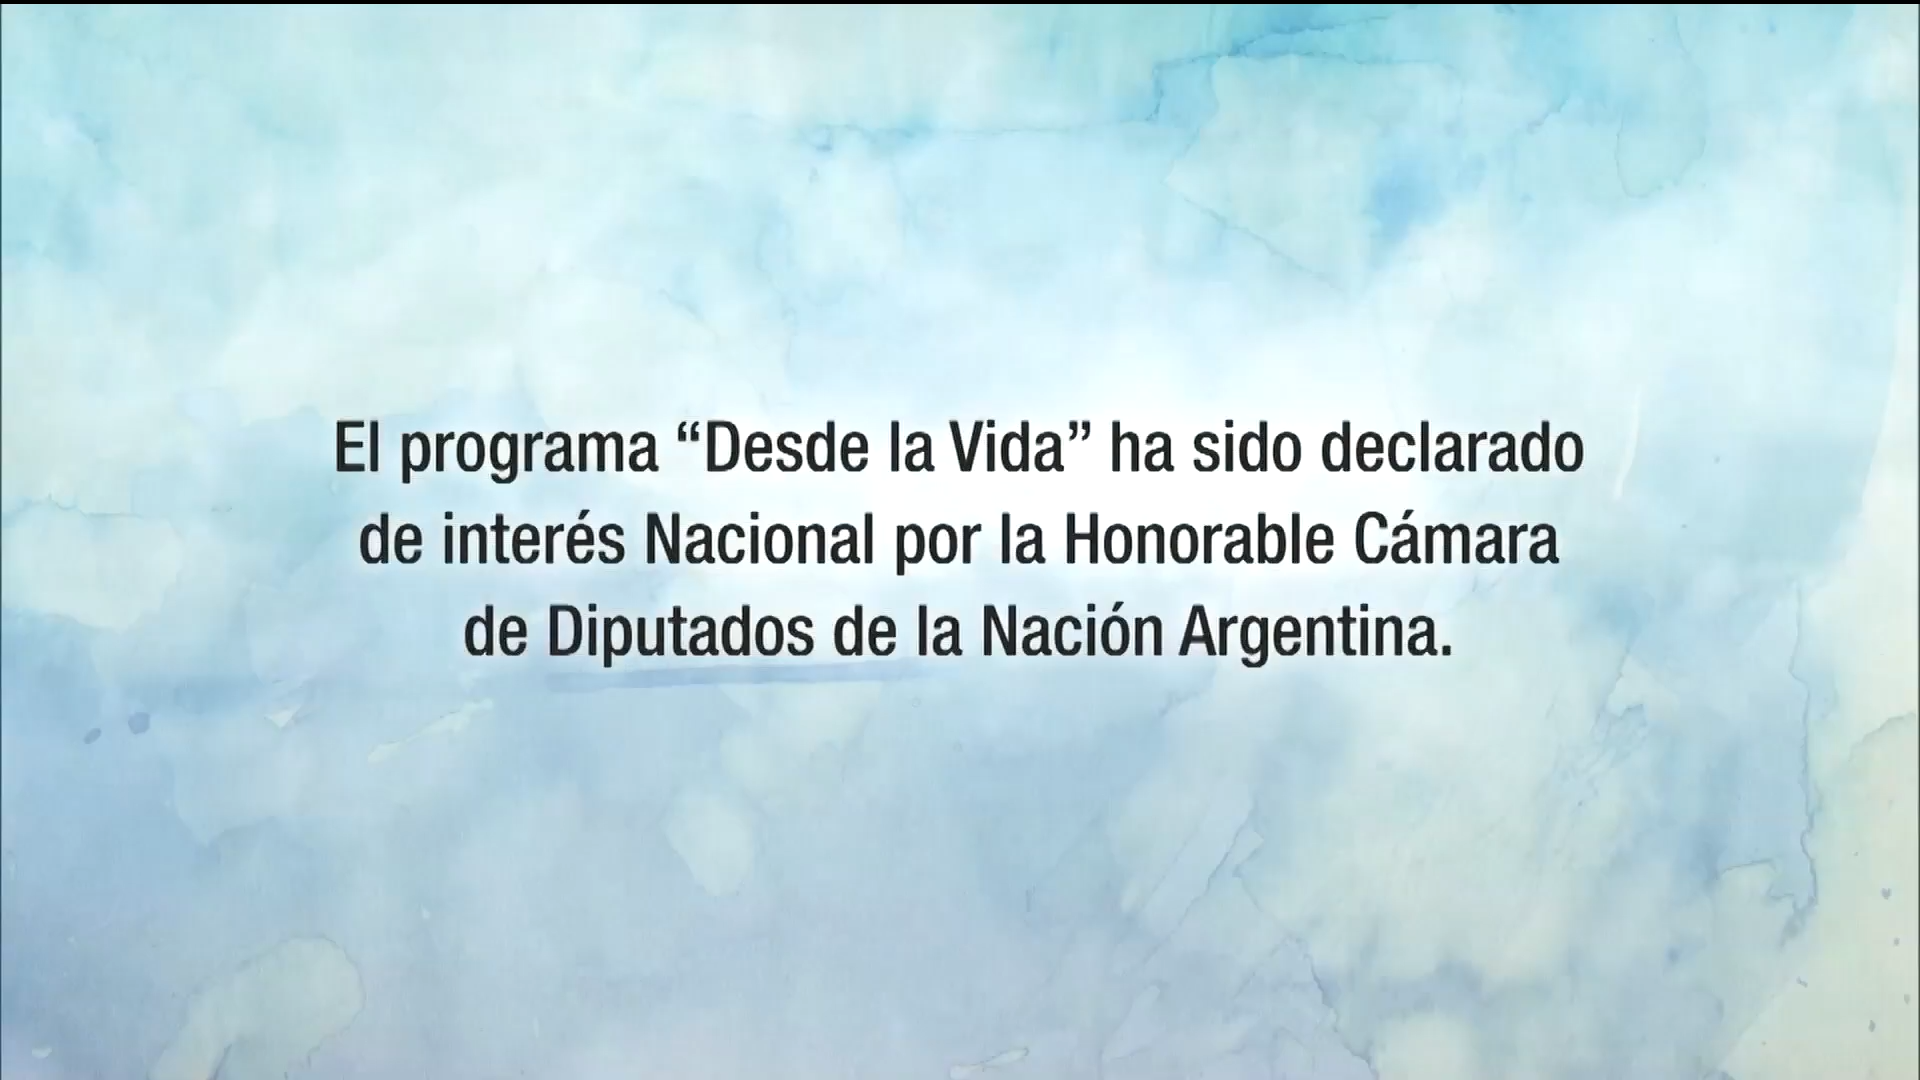 El programa “Desde la Vida” ha sido declarado
de interés Nacional por la Honorable Cámara
de Diputados de la Nación Argentina.